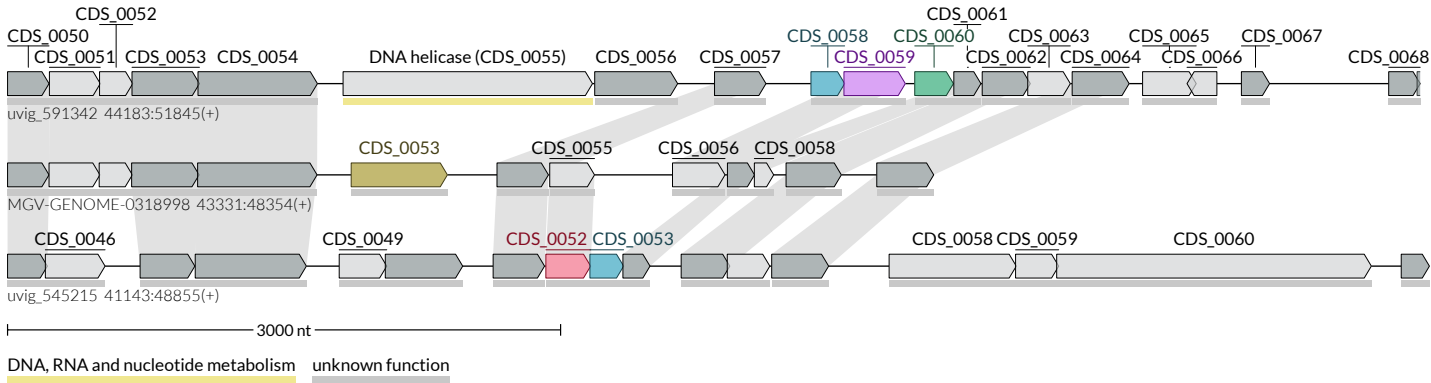 CDS_0052
CDS_0061
CDS_0050 CDS_0058 CDS_0060 CDS_0063 CDS_0065 CDS_0067
CDS_0051 CDS_0053 CDS_0054 DNA helicase (CDS_0055) CDS_0056 CDS_0057 CDS_0059 CDS_0062 CDS_0064 CDS_0066 CDS_0068
uvig_591342 44183:51845(+)
CDS_0053 CDS_0055 CDS_0056 CDS_0058
MGV-GENOME-0318998 43331:48354(+)
CDS_0046 CDS_0049 CDS_0052 CDS_0053 CDS_0058 CDS_0059 CDS_0060
uvig_545215 41143:48855(+)
3000 nt
DNA, RNA and nucleotide metabolism unknown function